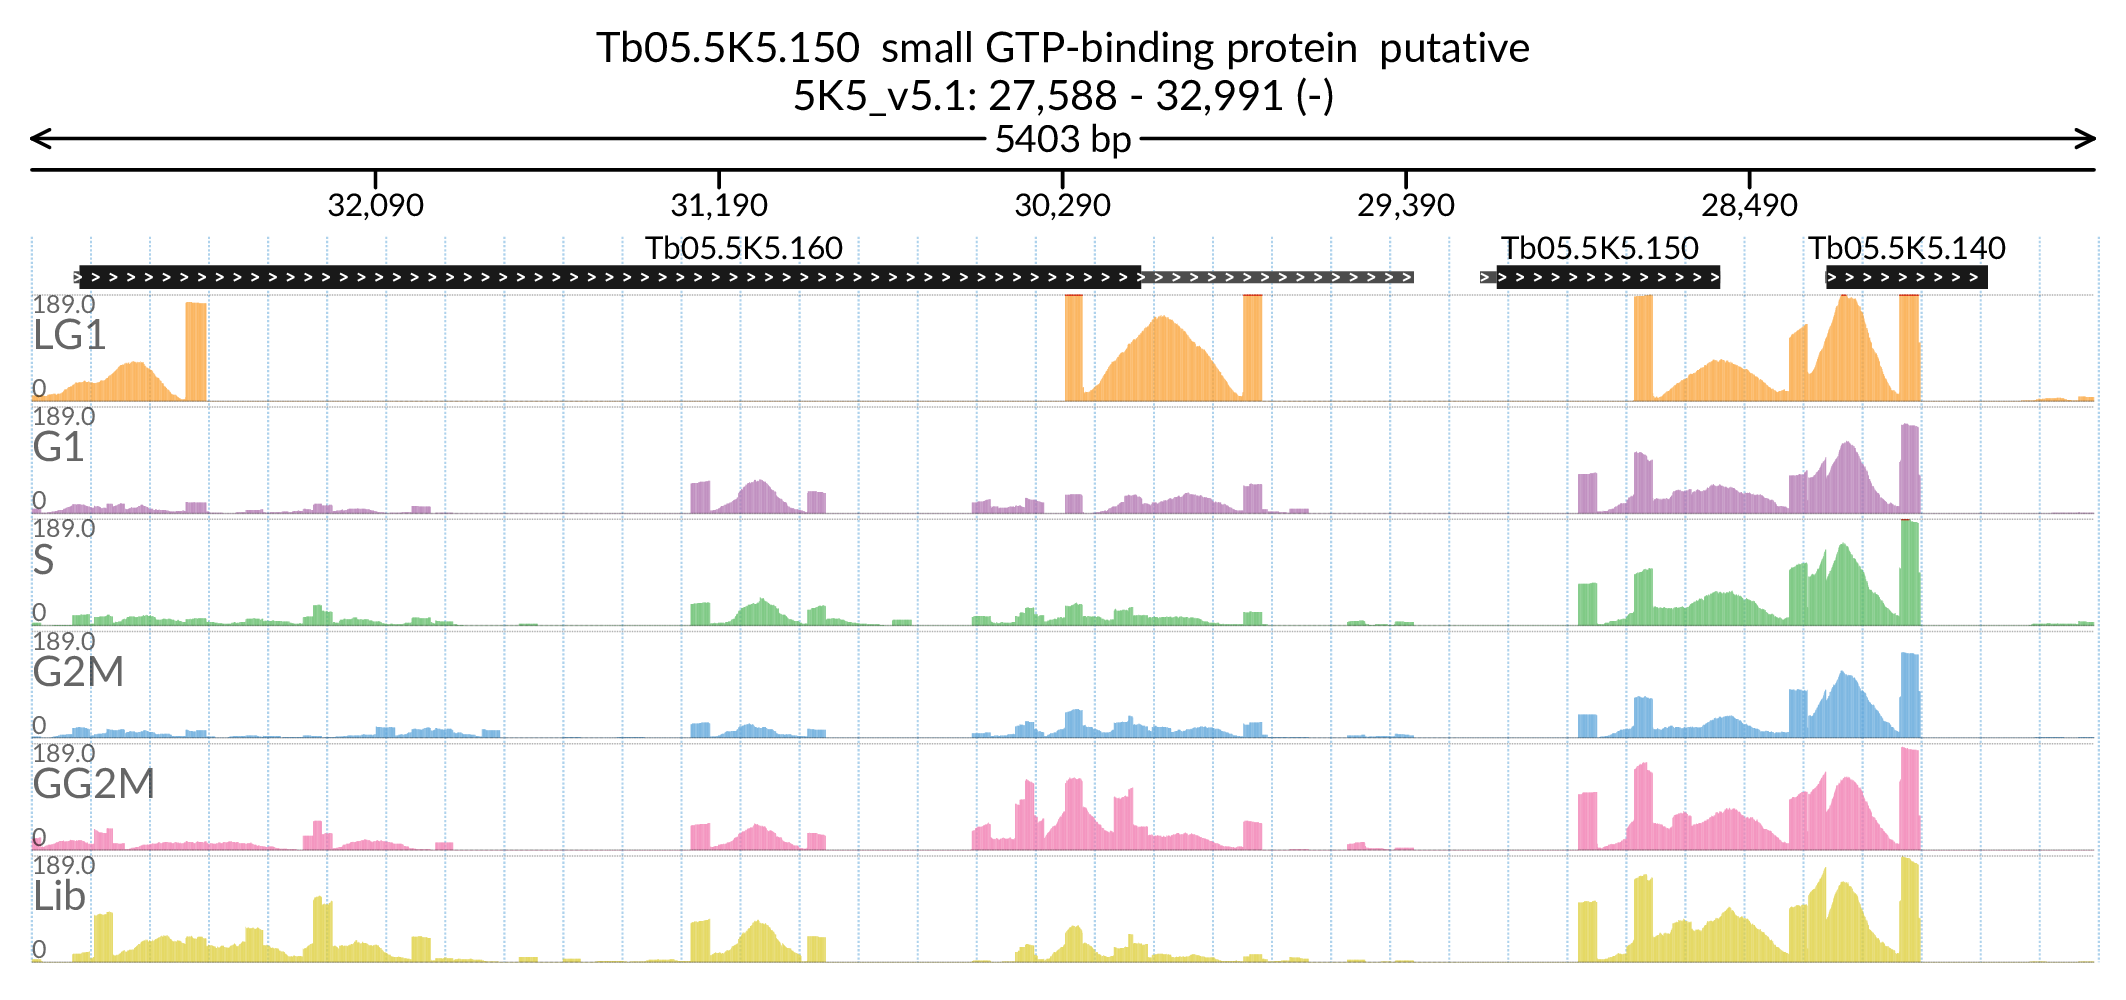 Tb05.5K5.150 small GTP-binding protein putative
5K5_v5.1: 27,588 - 32,991 (-)
5403 bp
32,090 31,190 30,290 29,390 28,490
Tb05.5K5.160 Tb05.5K5.150 Tb05.5K5.140
189.0
LG1
0
189.0
G1
0
189.0
S
0
189.0
G2M
0
189.0
GG2M
0
189.0
Lib
0